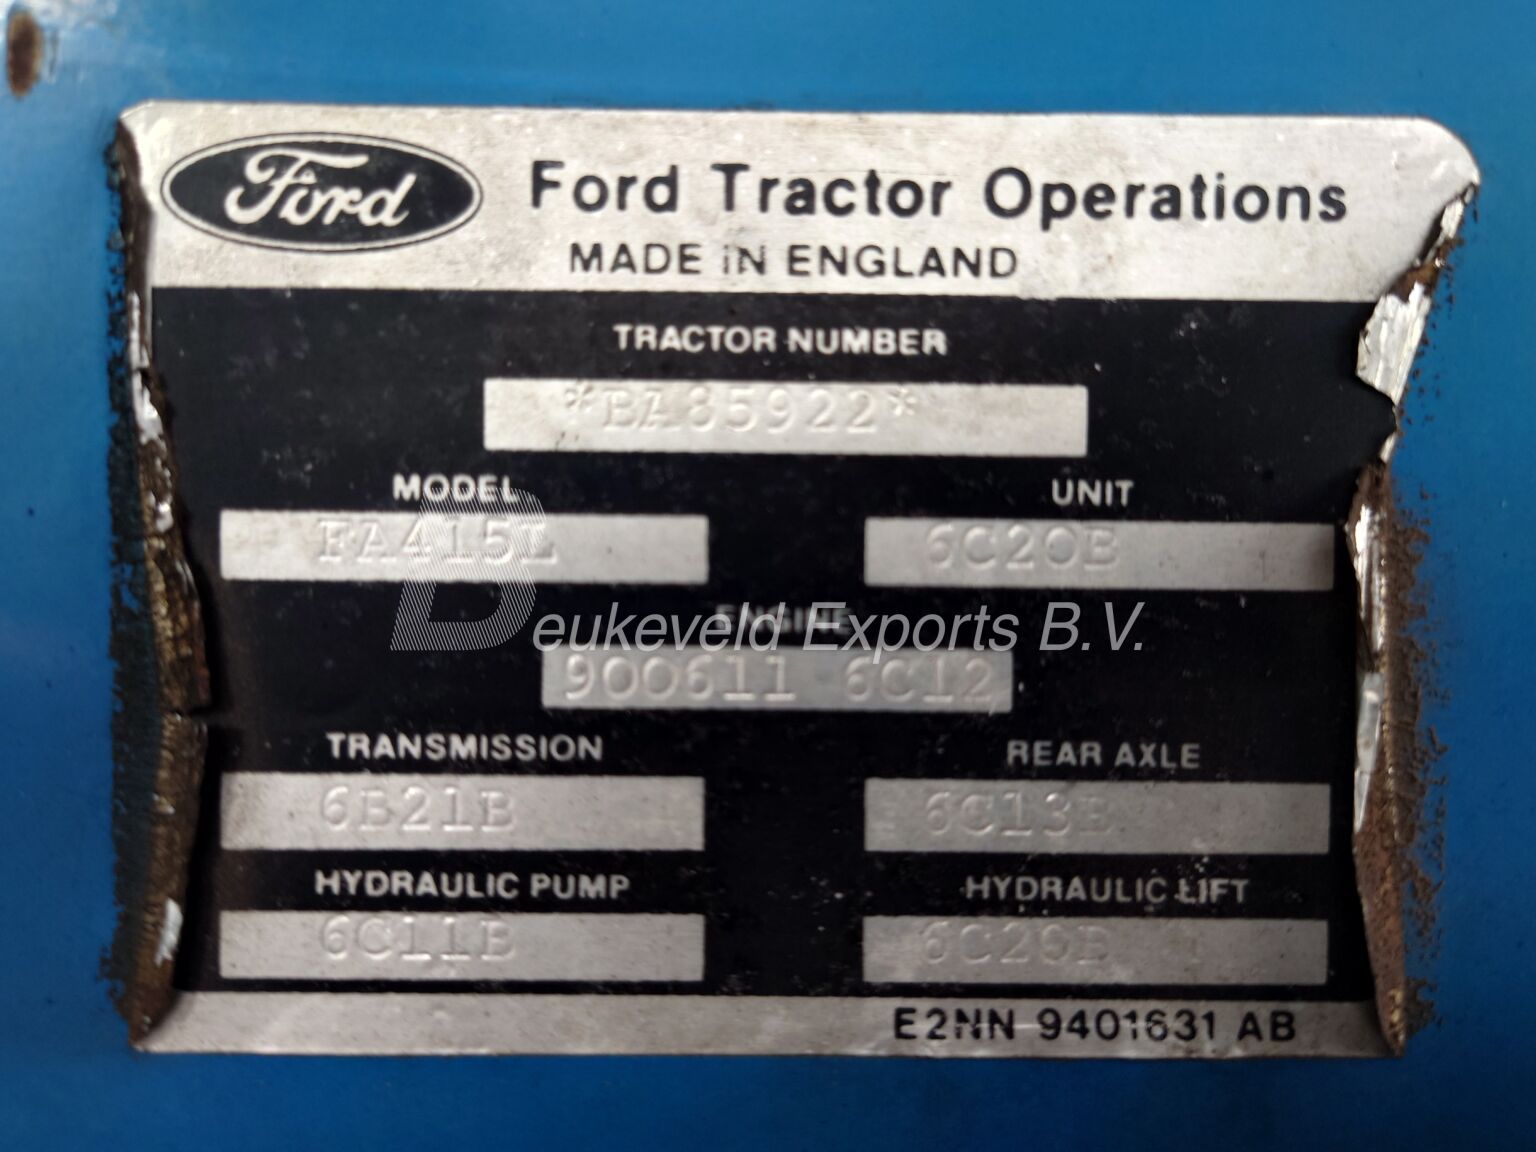 Ford
Ford Tractor Operations
MADE IN ENGLAND
TRACTOR NUMBER
*BA85922*
MODEL UNIT
FA415L 6C20B
ENGINE
Beukeveld Exports B.V.
900611 6C12
TRANSMISSION REAR AXLE
6B21B 6C13B
HYDRAULIC PUMP HYDRAULIC LIFT
6C11B 6C20B
E2NN 9401631 AB